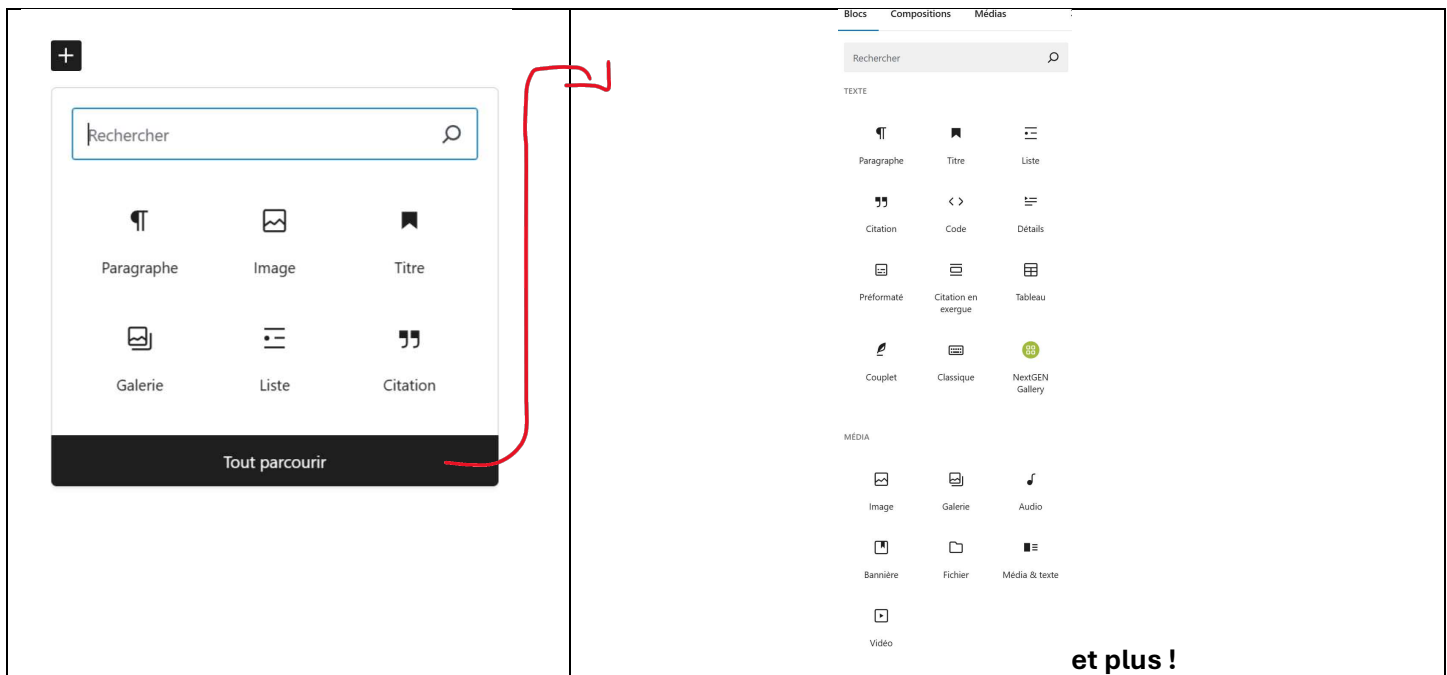 Rechercher
Paragraphe Image Titre
Galerie Liste Citation
Tout parcourir
Blocs Compositions Médias
Rechercher
TEXTE
Paragraphe Titre Liste
Citation Code Détails
Préformaté Citation en Tableau
exergue
Couplet Classique NextGEN
Gallery
MÉDIA
Image Galerie Audio
Bannière Fichier Média & texte
Vidéo
et plus !